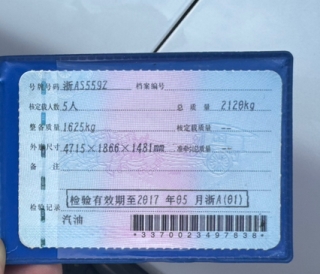 号牌号码 浙AS559Z 档案编号
核定载人数 5人 总质量 2120kg
整备质量 1625kg 核定载质量 --
外廓尺寸 4715×1866×1481mm 准牵引总质量 --
备注
检验有效期至2017年05月浙A(01)
检验记录
汽油
*3370023497638*